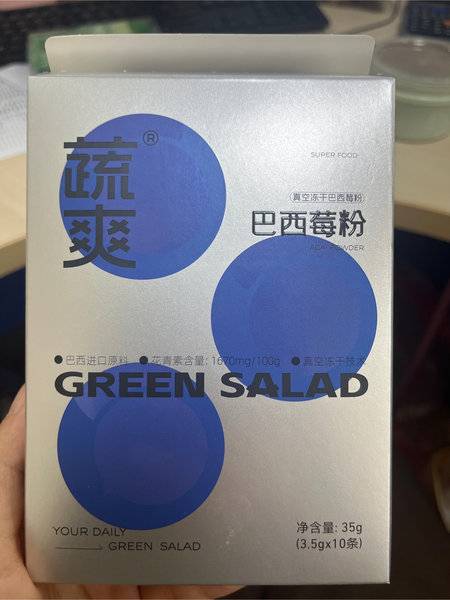 蔬爽®
SUPER FOOD
真空冻干巴西莓粉
巴西莓粉
ACAI POWDER
● 巴西进口原料 ● 花青素含量: 1670mg/100g ● 真空冻干技术
GREEN SALAD
YOUR DAILY
GREEN SALAD
净含量: 35g
(3.5gx10条)